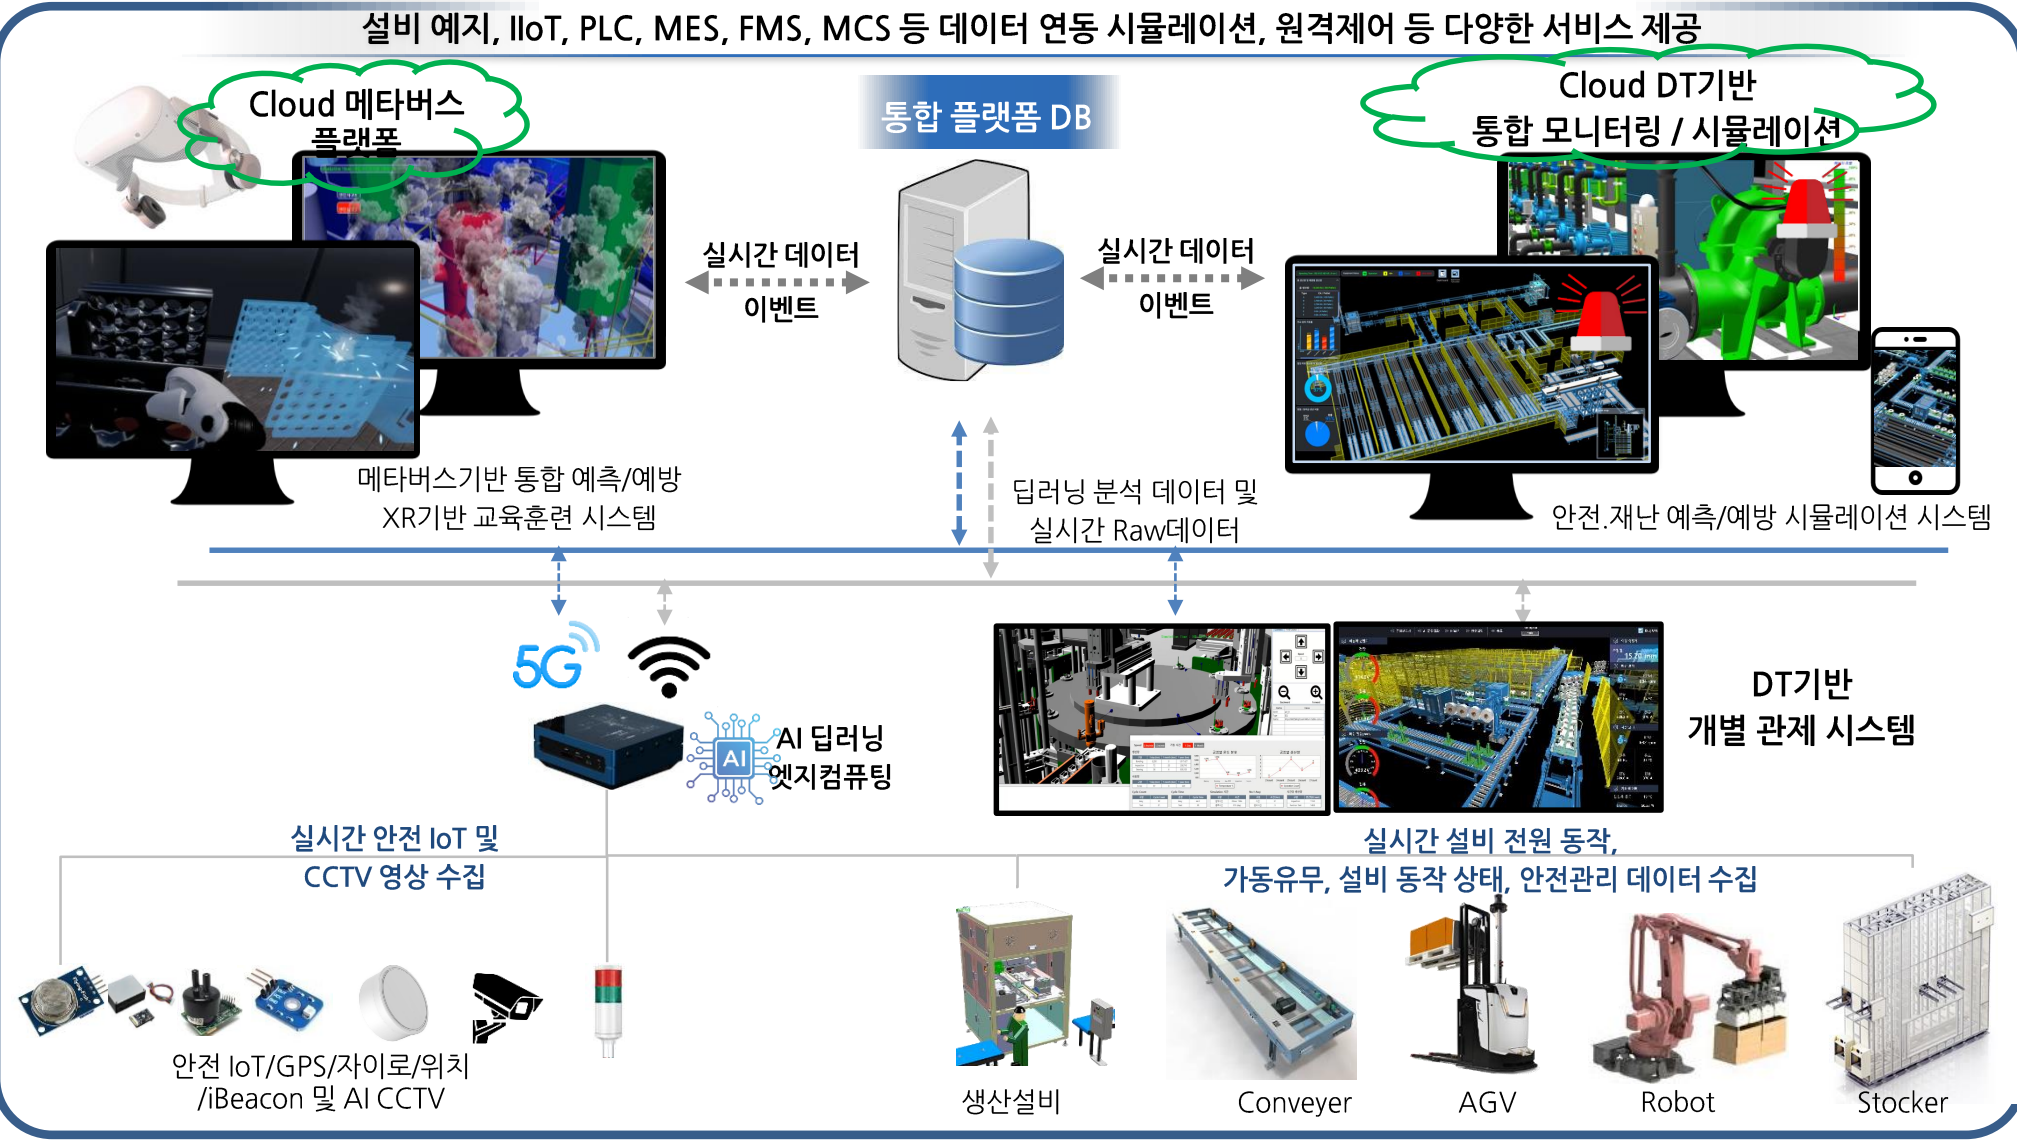 설비 예지, IIoT, PLC, MES, FMS, MCS 등 데이터 연동 시뮬레이션, 원격제어 등 다양한 서비스 제공
Cloud 메타버스
플랫폼
통합 플랫폼 DB
Cloud DT기반
통합 모니터링 / 시뮬레이션
실시간 데이터
이벤트
실시간 데이터
이벤트
메타버스기반 통합 예측/예방
XR기반 교육훈련 시스템
딥러닝 분석 데이터 및
실시간 Raw데이터
안전.재난 예측/예방 시뮬레이션 시스템
5G
AI
AI 딥러닝
엣지컴퓨팅
DT기반
개별 관제 시스템
실시간 안전 IoT 및
CCTV 영상 수집
실시간 설비 전원 동작,
가동유무, 설비 동작 상태, 안전관리 데이터 수집
안전 IoT/GPS/자이로/위치
/iBeacon 및 AI CCTV
생산설비
Conveyer
AGV
Robot
Stocker